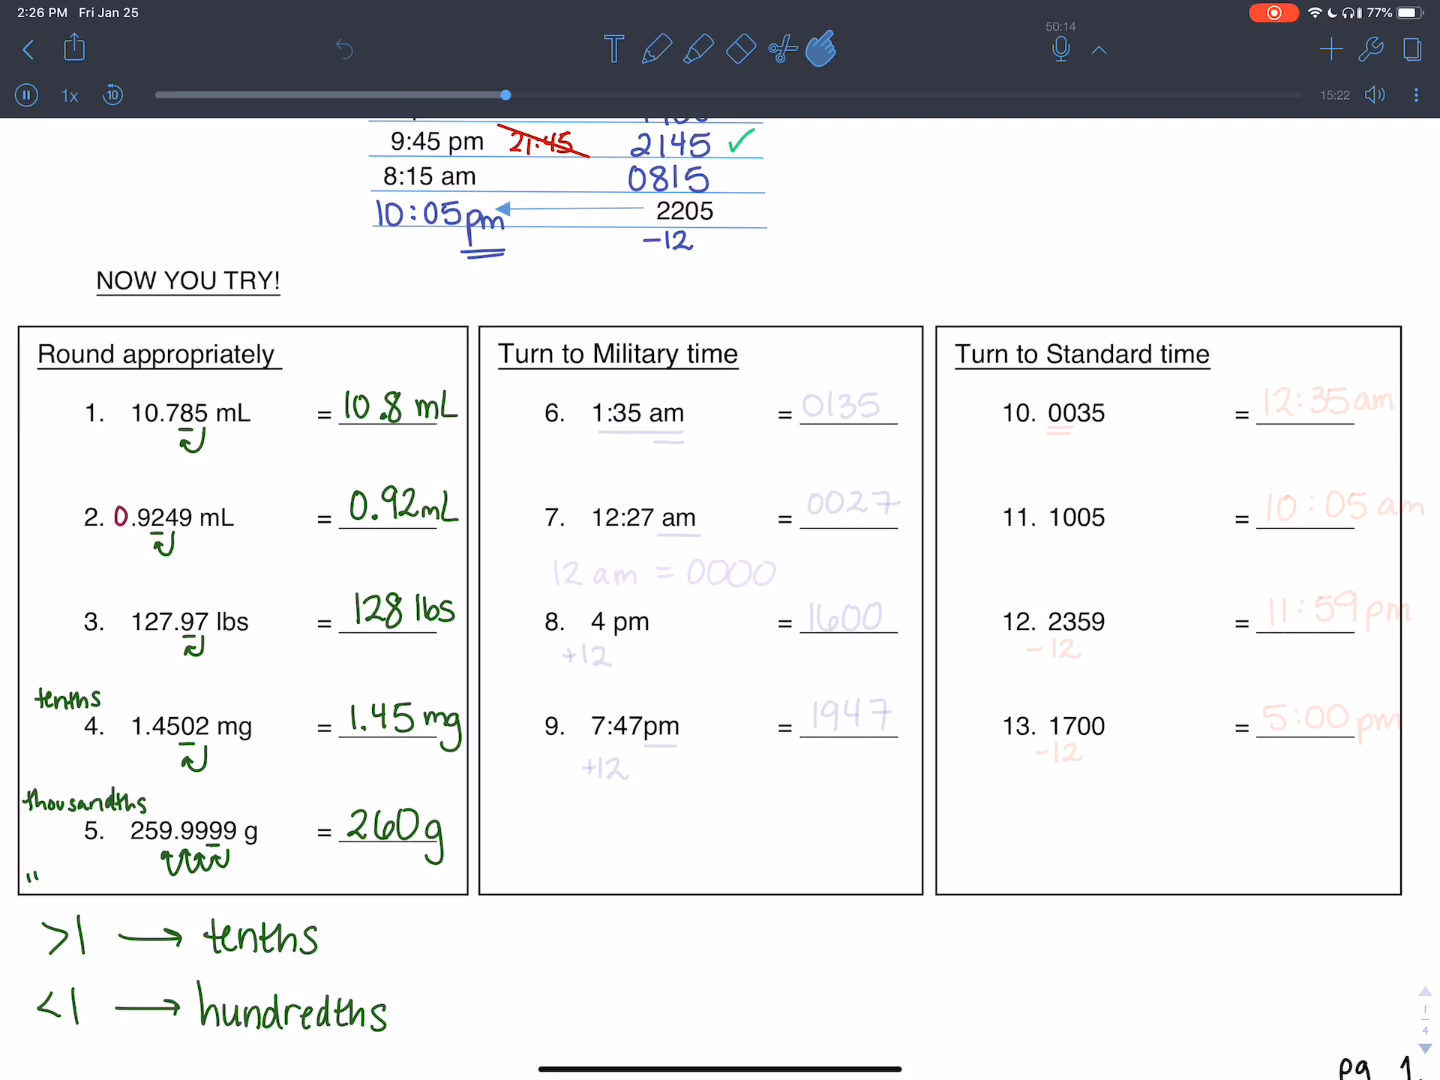 2:26 PM Fri Jan 25
77%
50:14
T
1x
10
15:22
9:45 pm 21:45 2145 ✓
8:15 am 0815
10:05pm 2205
-12
NOW YOU TRY!
Round appropriately
1. 10.785 mL = 10.8 mL
2. 0.9249 mL = 0.92mL
3. 127.97 lbs = 128 lbs
tenths
4. 1.4502 mg = 1.45 mg
thousandths
5. 259.9999 g = 260g
"
>1 → tenths
<1 → hundredths
Turn to Military time
6. 1:35 am = 0135
7. 12:27 am = 0027
12 am = 0000
8. 4 pm = 1600
+12
9. 7:47pm = 1947
+12
Turn to Standard time
10. 0035 = 12:35am
11. 1005 = 10:05 am
12. 2359 = 11:59 pm
-12
13. 1700 = 5:00 pm
-12
1
4
pg 1.